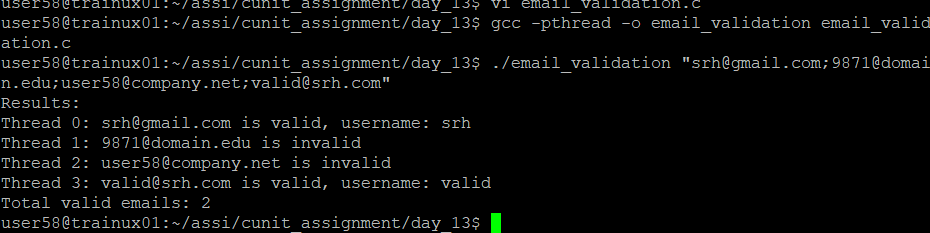 user58@trainux01:~/assi/cunit_assignment/day_13$ vi email_validation.c
user58@trainux01:~/assi/cunit_assignment/day_13$ gcc -pthread -o email_validation email_valid
ation.c
user58@trainux01:~/assi/cunit_assignment/day_13$ ./email_validation "srh@gmail.com;9871@domai
n.edu;user58@company.net;valid@srh.com"
Results:
Thread 0: srh@gmail.com is valid, username: srh
Thread 1: 9871@domain.edu is invalid
Thread 2: user58@company.net is invalid
Thread 3: valid@srh.com is valid, username: valid
Total valid emails: 2
user58@trainux01:~/assi/cunit_assignment/day_13$